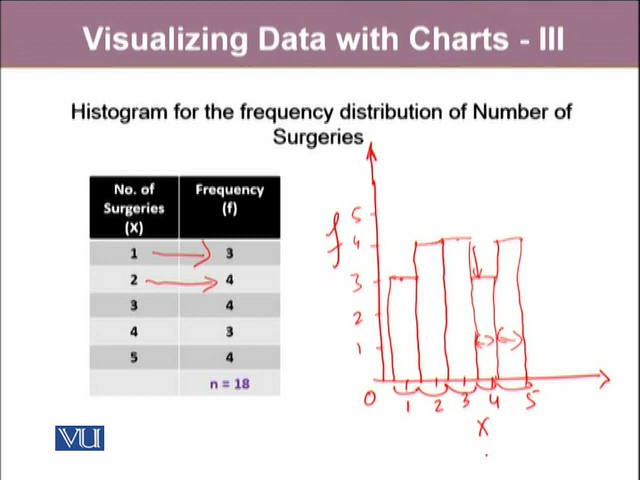 Visualizing Data with Charts - III
Histogram for the frequency distribution of Number of
Surgeries
No. of Surgeries (X) Frequency (f)
1 3
2 4
3 4
4 3
5 4
n = 18
f
5
4
3
2
1
0 1 2 3 4 5
X
VU